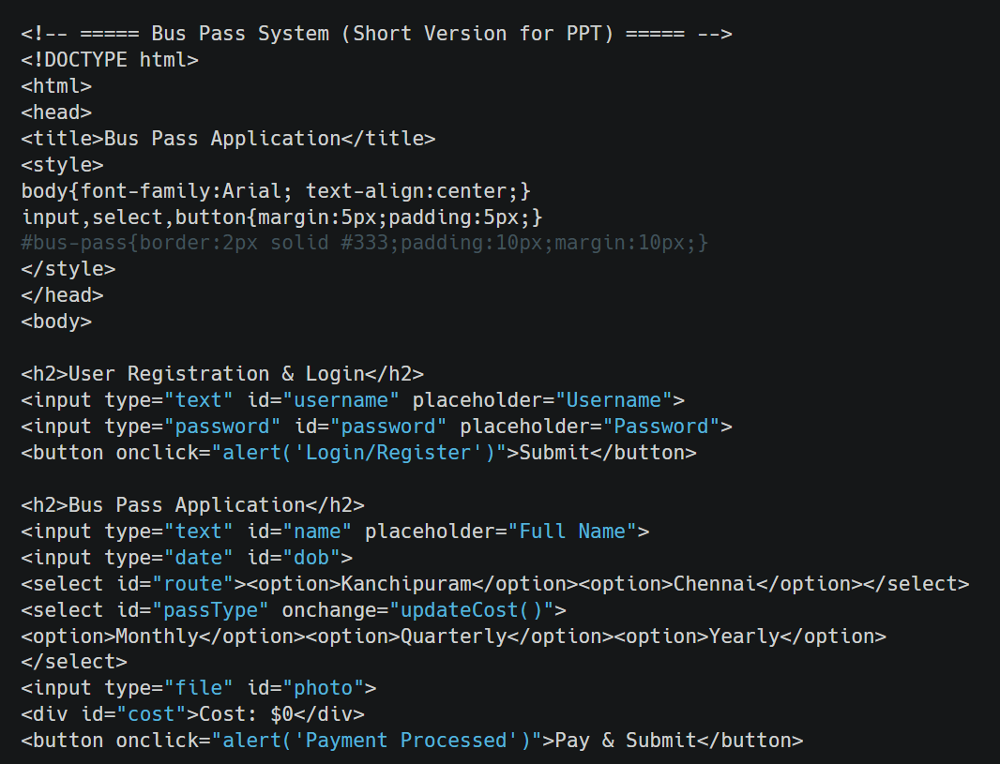 <!-- ===== Bus Pass System (Short Version for PPT) ===== -->
<!DOCTYPE html>
<html>
<head>
<title>Bus Pass Application</title>
<style>
body{font-family:Arial; text-align:center;}
input,select,button{margin:5px;padding:5px;}
#bus-pass{border:2px solid #333;padding:10px;margin:10px;}
</style>
</head>
<body>

<h2>User Registration & Login</h2>
<input type="text" id="username" placeholder="Username">
<input type="password" id="password" placeholder="Password">
<button onclick="alert('Login/Register')">Submit</button>

<h2>Bus Pass Application</h2>
<input type="text" id="name" placeholder="Full Name">
<input type="date" id="dob">
<select id="route"><option>Kanchipuram</option><option>Chennai</option></select>
<select id="passType" onchange="updateCost()">
<option>Monthly</option><option>Quarterly</option><option>Yearly</option>
</select>
<input type="file" id="photo">
<div id="cost">Cost: $0</div>
<button onclick="alert('Payment Processed')">Pay & Submit</button>